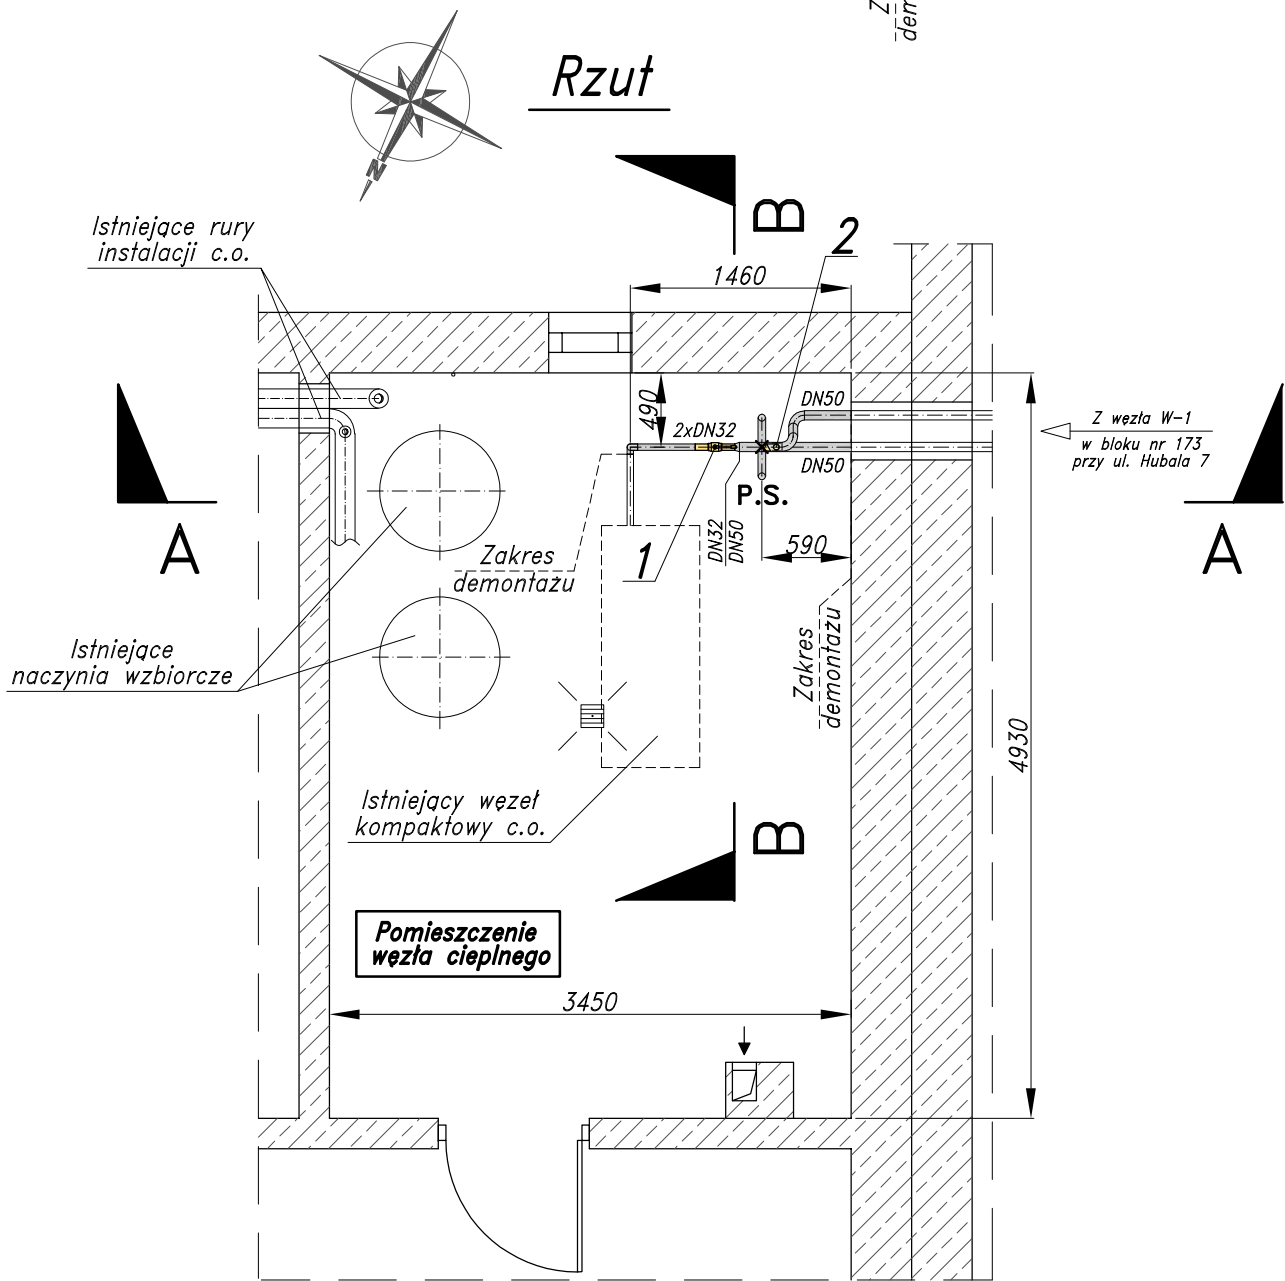 Z
dem
Rzut
N
B
Istniejące rury
instalacji c.o.
2
1460
490
DN50
2xDN32
DN50
P.S.
DN32
DN50
590
Z węzła W-1
w bloku nr 173
przy ul. Hubala 7
A
A
Zakres
demontażu
1
Zakres
demontażu
Istniejące
naczynia wzbiorcze
4930
Istniejący węzeł
kompaktowy c.o.
B
Pomieszczenie
węzła cieplnego
3450